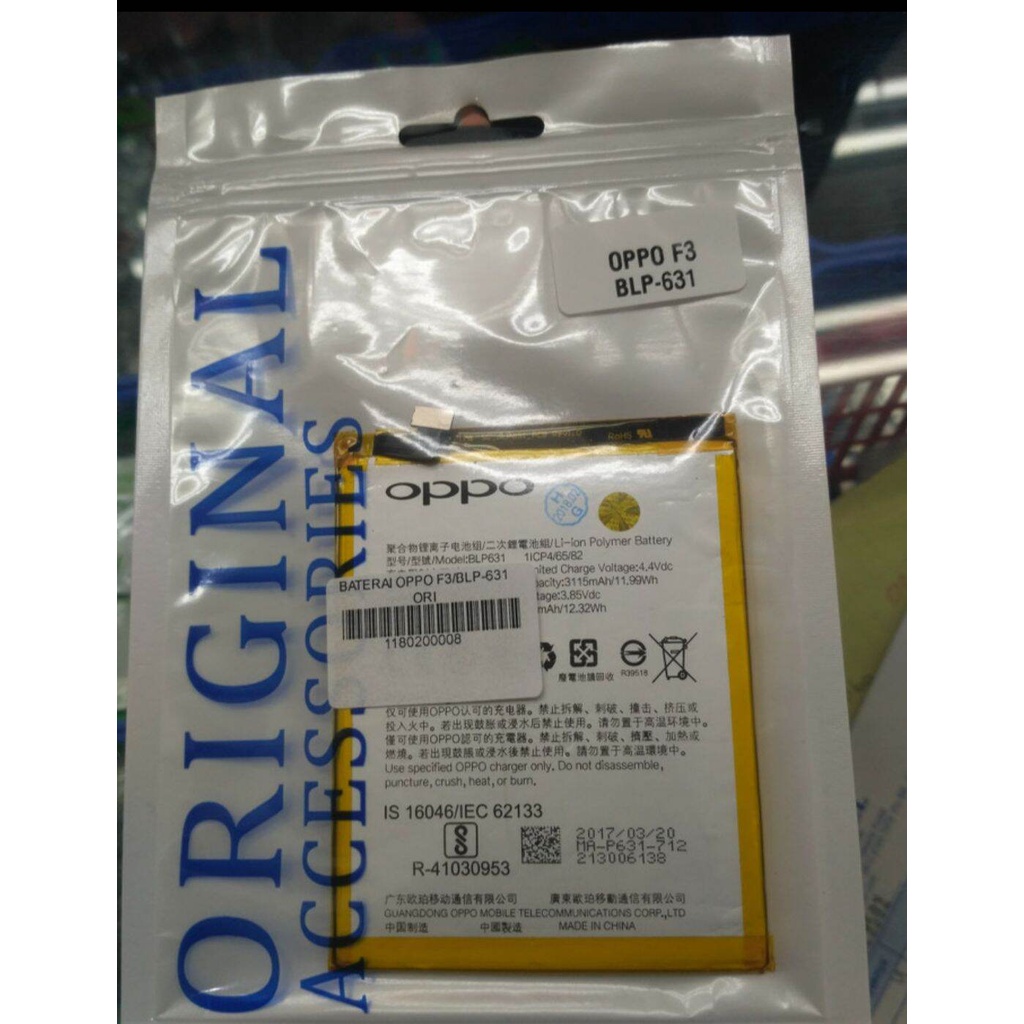 OPPO F3
BLP-631
ORIGINAL
ACCESSORIES
RoHS
oppo
H
2018.02
G
聚合物锂离子电池组/二次鋰電池組/Li-ion Polymer Battery
型号/型號/Model:BLP631 1ICP4/65/82
Charge Voltage:4.4Vdc
3115mAh/11.99Wh
3.85Vdc
mAh/12.32Wh
BATERAI OPPO F3/BLP-631
ORI
1180200008
廢電池請回收
R39518
仅可使用OPPO认可的充电器。禁止拆解、刺破、撞击、挤压或
投入火中。若出现鼓胀或浸水后禁止使用。请勿置于高温环境中。
僅可使用OPPO認可的充電器。禁止拆解、刺破、擠壓、加熱或
燃燒。若出現鼓脹或浸水後禁止使用。請勿置於高溫環境中。
Use specified OPPO charger only. Do not disassemble,
puncture, crush, heat, or burn.
IS 16046/IEC 62133
R-41030953
2017/03/20
MA-P631-712
213006138
广东欧珀移动通信有限公司 廣東歐珀移動通信有限公司
GUANGDONG OPPO MOBILE TELECOMMUNICATIONS CORP.,LTD
中国制造 中國製造 MADE IN CHINA